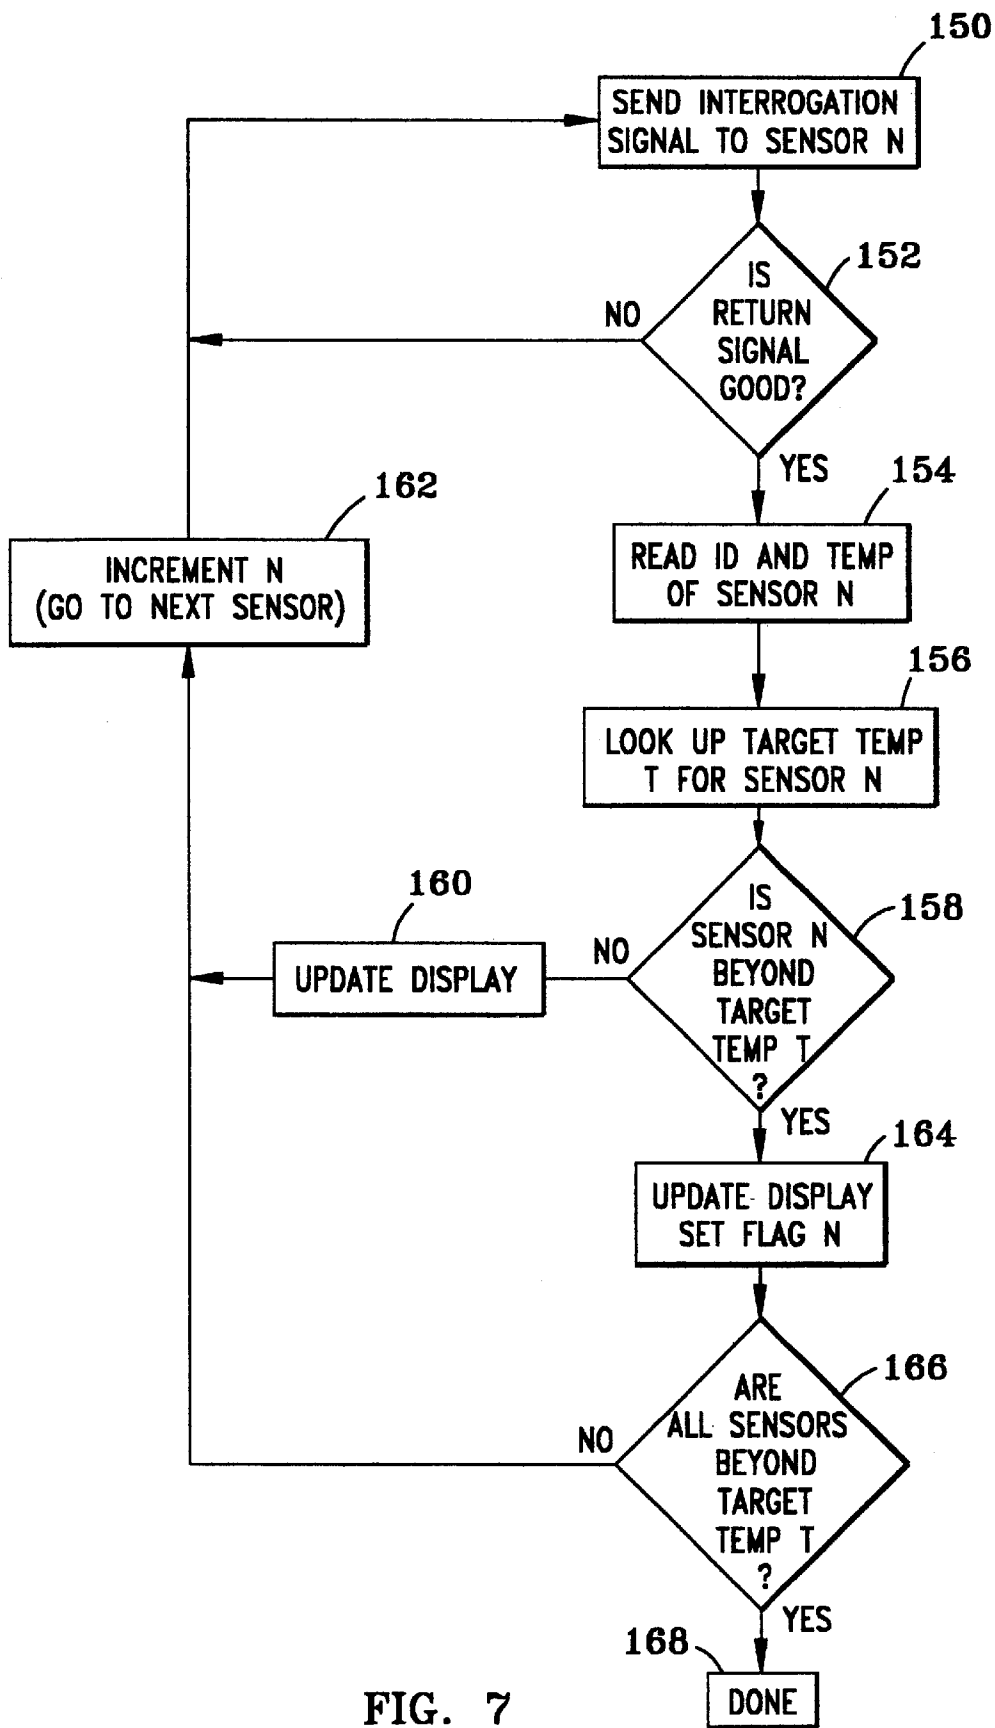 150
SEND INTERROGATION
SIGNAL TO SENSOR N
152
IS
RETURN
SIGNAL
GOOD?
NO
YES
154
READ ID AND TEMP
OF SENSOR N
162
INCREMENT N
(GO TO NEXT SENSOR)
156
LOOK UP TARGET TEMP
T FOR SENSOR N
158
IS
SENSOR N
BEYOND
TARGET
TEMP T
?
NO
160
UPDATE DISPLAY
YES
164
UPDATE DISPLAY
SET FLAG N
166
ARE
ALL SENSORS
BEYOND
TARGET
TEMP T
?
NO
YES
168
DONE
FIG. 7